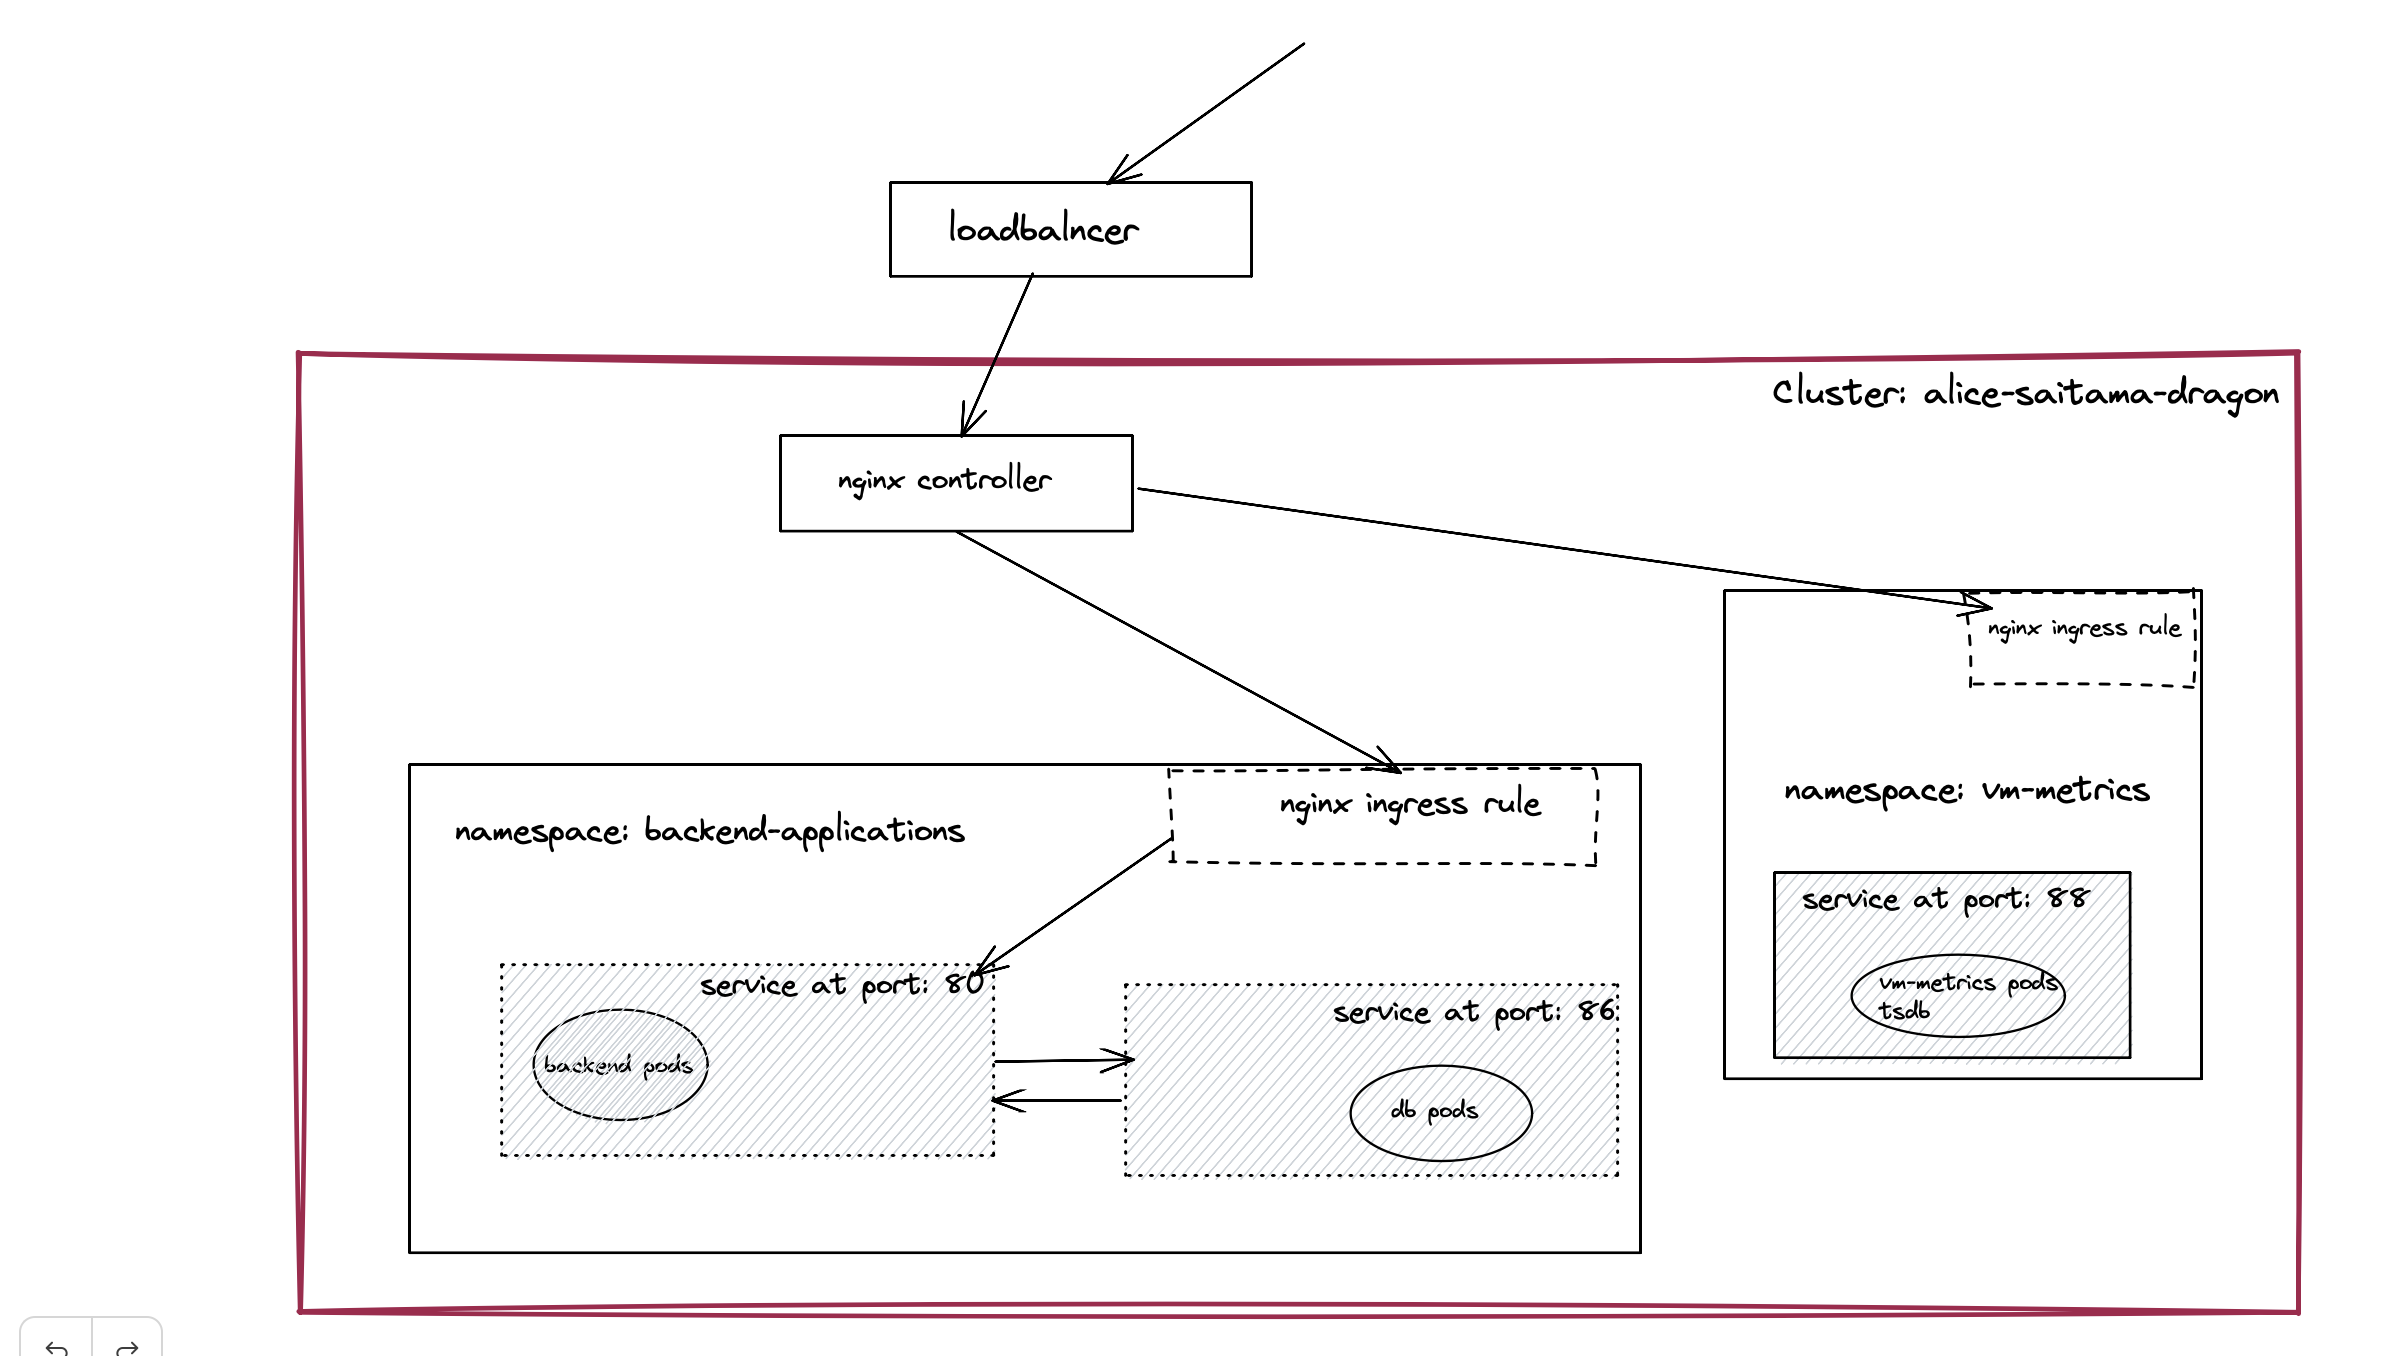 loadbalncer
Cluster: alice-saitama-dragon
nginx controller
nginx ingress rule
namespace: vm-metrics
service at port: 88
vm-metrics pods
tsdb
nginx ingress rule
namespace: backend-applications
service at port: 80
backend pods
service at port: 86
db pods